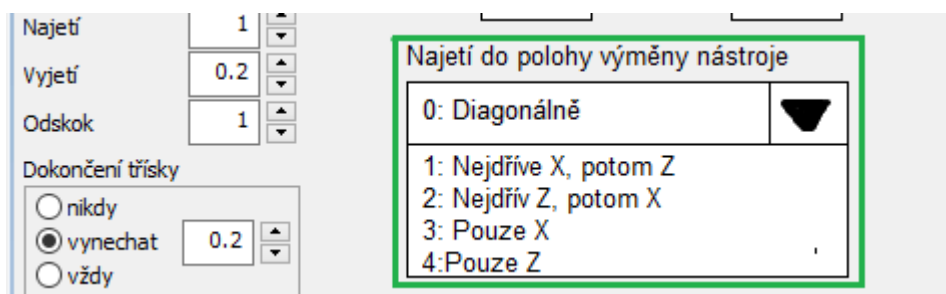 Najetí 1
Vyjetí 0.2
Odskok 1
Dokončení třísky
nikdy
vynechat 0.2
vždy
Najetí do polohy výměny nástroje
0: Diagonálně
1: Nejdříve X, potom Z
2: Nejdřív Z, potom X
3: Pouze X
4:Pouze Z